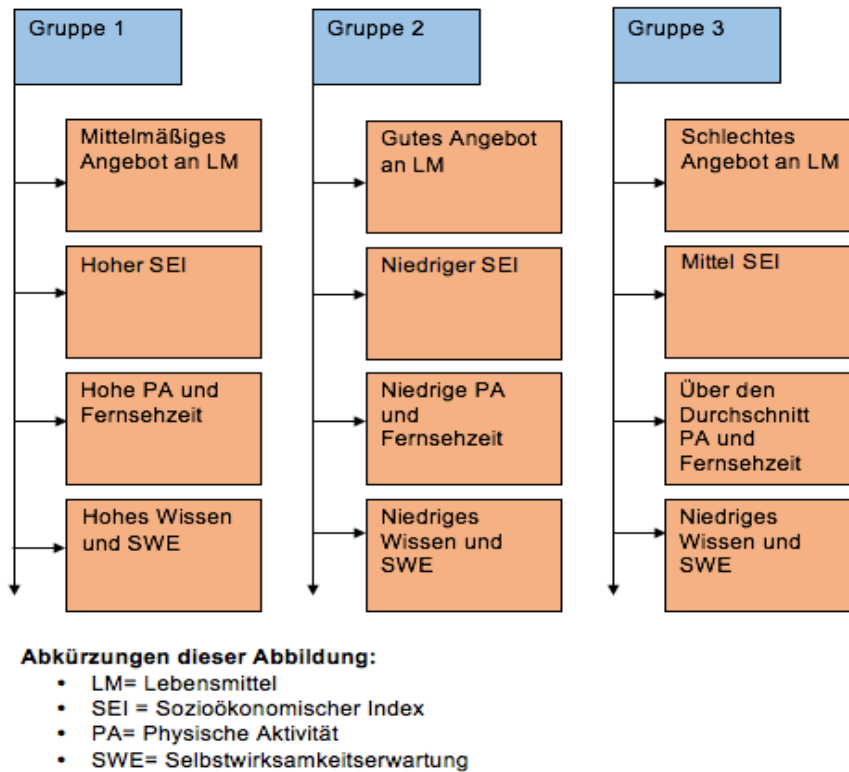 Gruppe 1
Mittelmäßiges
Angebot an LM
Hoher SEI
Hohe PA und
Fernsehzeit
Hohes Wissen
und SWE
Gruppe 2
Gutes Angebot
an LM
Niedriger SEI
Niedrige PA
und
Fernsehzeit
Niedriges
Wissen und
SWE
Gruppe 3
Schlechtes
Angebot an LM
Mittel SEI
Über den
Durchschnitt
PA und
Fernsehzeit
Niedriges
Wissen und
SWE
Abkürzungen dieser Abbildung:
• LM= Lebensmittel
• SEI = Sozioökonomischer Index
• PA= Physische Aktivität
• SWE= Selbstwirksamkeitserwartung